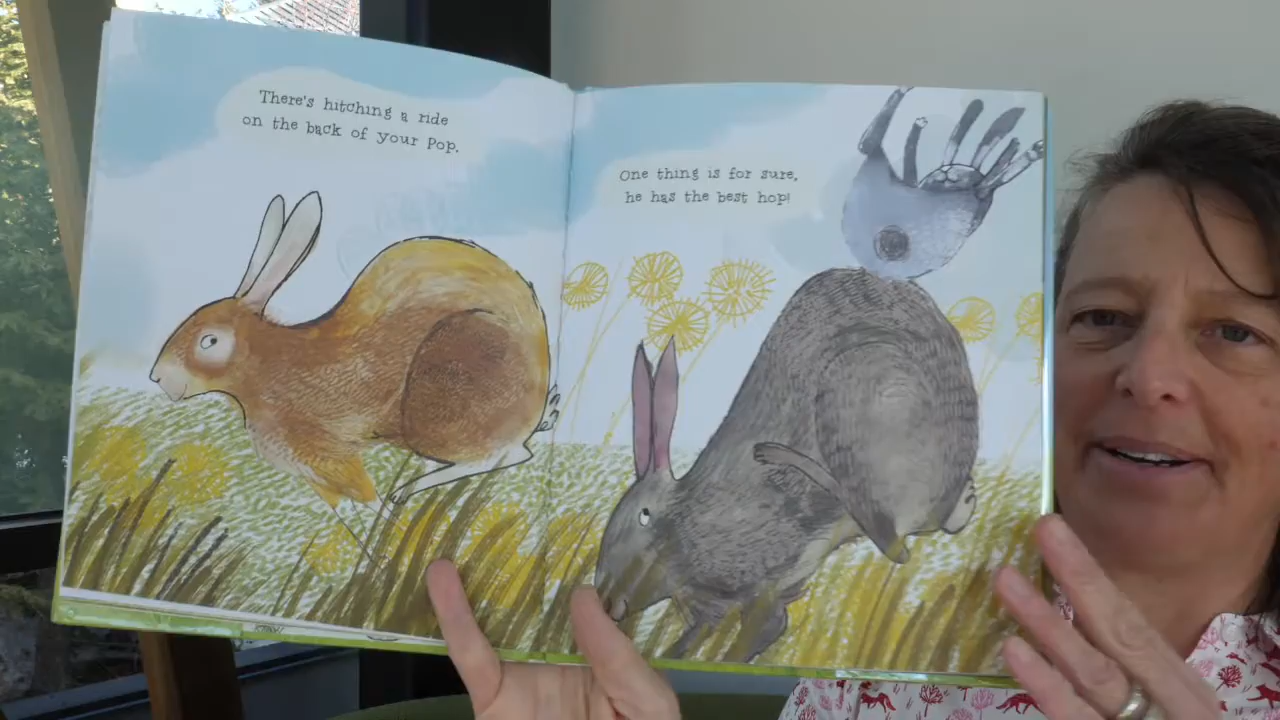 There's hitching a ride
on the back of your Pop.
One thing is for sure,
he has the best hop!